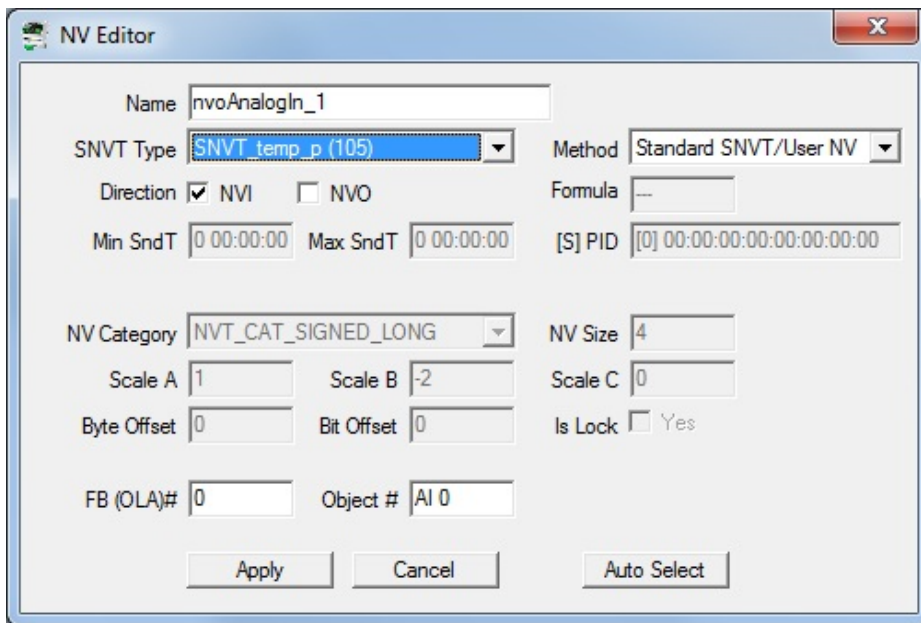 NV Editor
Name nvoAnalogIn_1
SNVT Type SNVT_temp_p (105) Method Standard SNVT/User NV
Direction NVI NVO Formula ---
Min SndT 0 00:00:00 Max SndT 0 00:00:00 [S] PID [0] 00:00:00:00:00:00:00:00
NV Category NVT_CAT_SIGNED_LONG NV Size 4
Scale A 1 Scale B -2 Scale C 0
Byte Offset 0 Bit Offset 0 Is Lock Yes
FB (OLA)# 0 Object # AI 0
Apply Cancel Auto Select